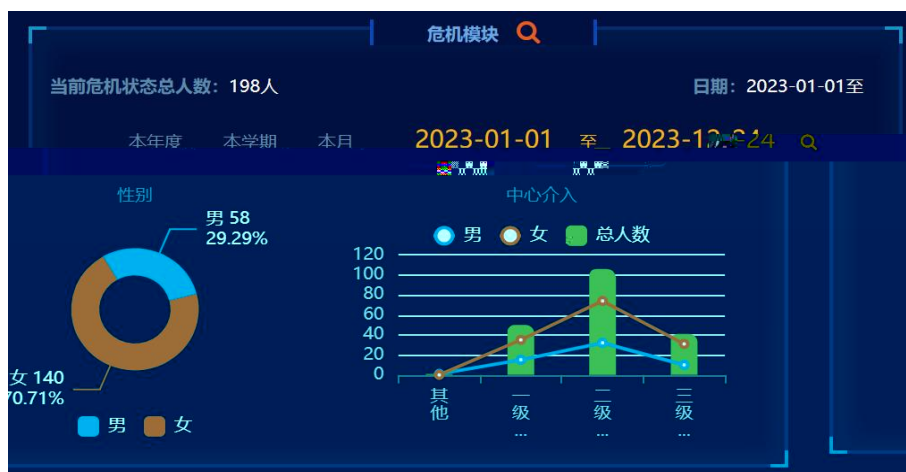 危机模块
当前危机状态总人数：198人
日期：2023-01-01至
本年度 本学期 本月 2023-01-01 至
性别
男 58
29.29%
女 140
70.71%
男 女
中心介入
男 女 总人数
120
100
80
60
40
20
0
其他
一级...
二级...
三级...